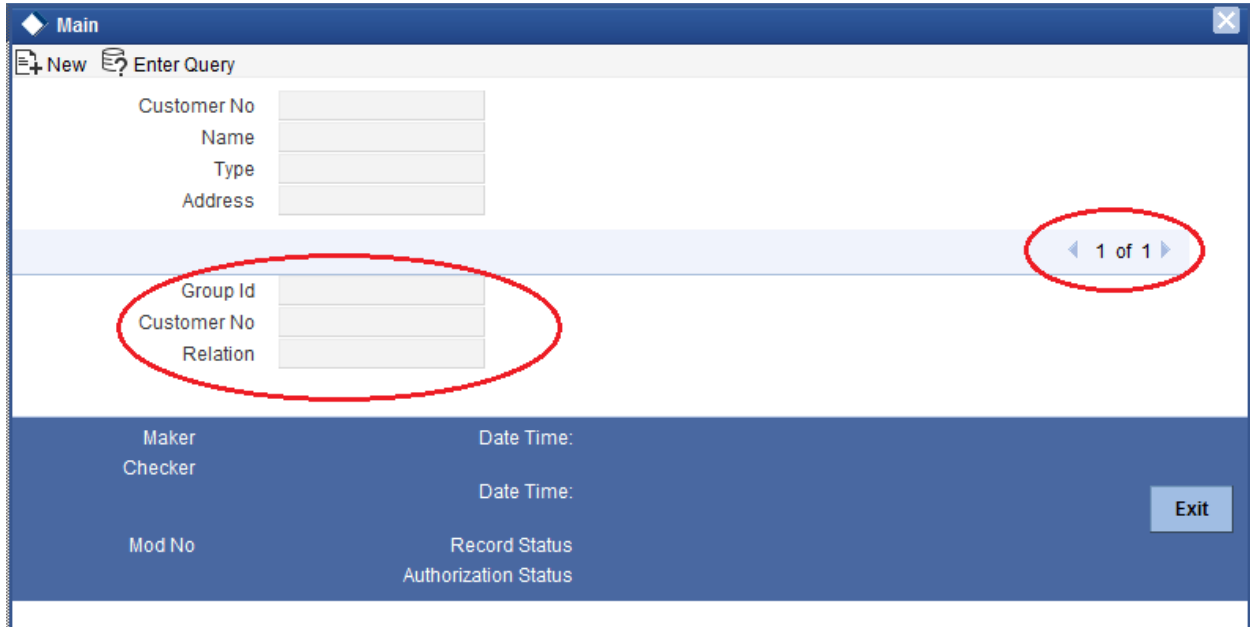 Main
New Enter Query
Customer No
Name
Type
Address
1 of 1
Group Id
Customer No
Relation
Maker Date Time:
Checker
Date Time:
Exit
Mod No Record Status
Authorization Status